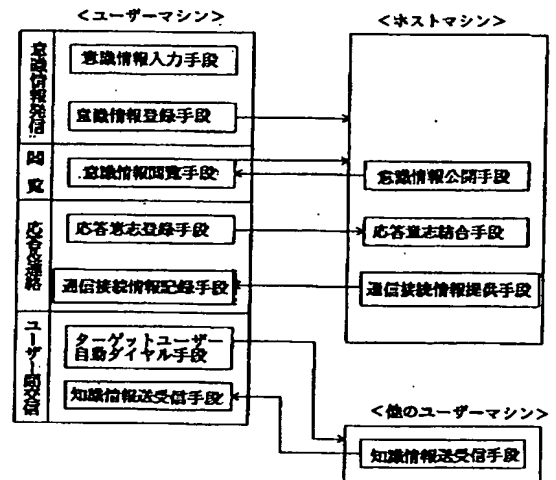 <ユーザーマシン>
<ホストマシン>
意識情報発信
意識情報入力手段
意識情報登録手段
閲覧
意識情報閲覧手段
意識情報公開手段
応答意志登録手段
応答意志結合手段
通信接続情報記録手段
通信接続情報提供手段
ユーザー間交信
ターゲットユーザー
自動ダイヤル手段
知識情報送受信手段
<他のユーザーマシン>
知識情報送受信手段